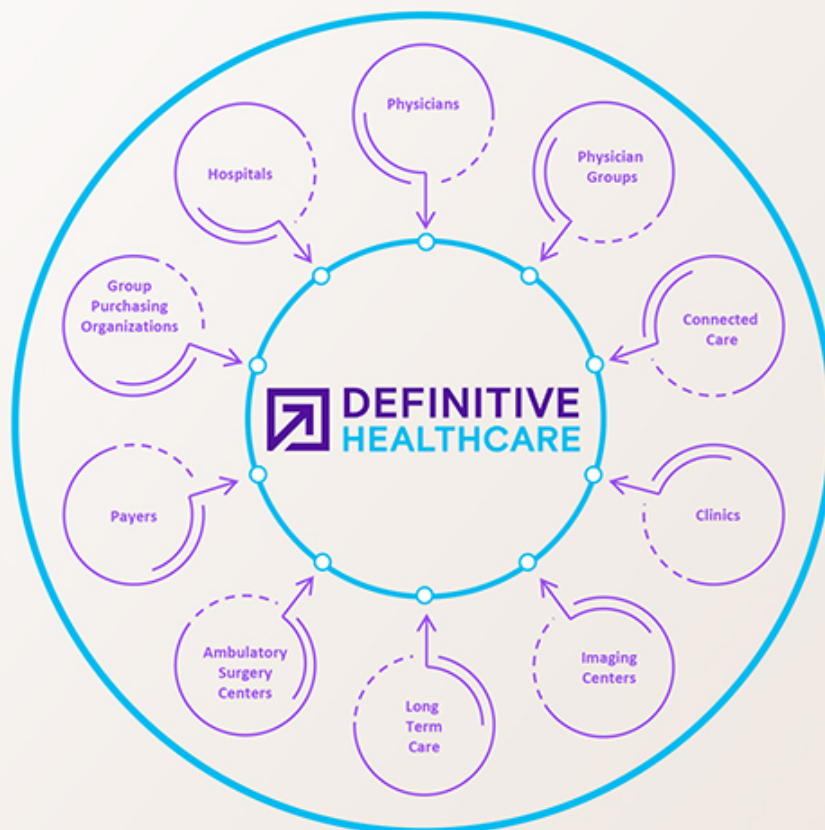 Physicians
Physician
Groups
Connected
Care
Clinics
Imaging
Centers
Long
Term
Care
Ambulatory
Surgery
Centers
Payers
Group
Purchasing
Organizations
Hospitals
DEFINITIVE
HEALTHCARE